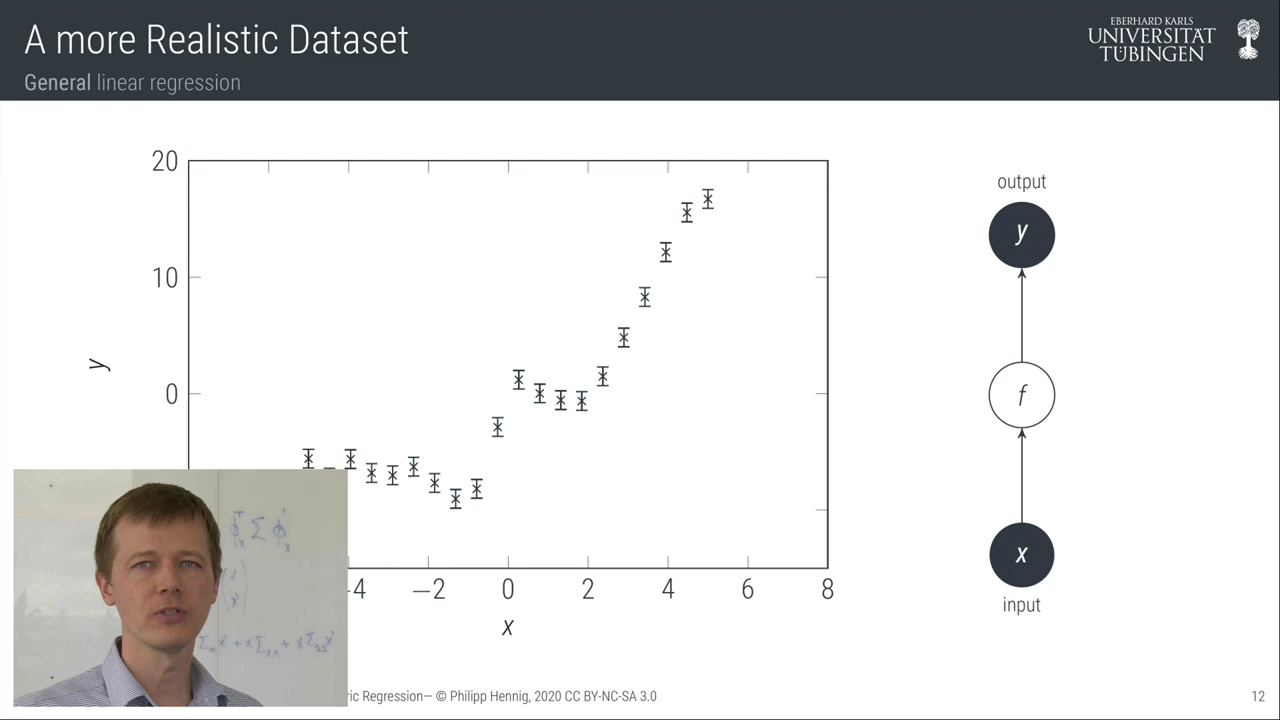 A more Realistic Dataset
General linear regression
EBERHARD KARLS
UNIVERSITÄT
TÜBINGEN
20
10
0
y
4
−2
0
2
4
6
8
x
output
y
f
x
input
ric Regression— © Philipp Hennig, 2020 CC BY-NC-SA 3.0
12